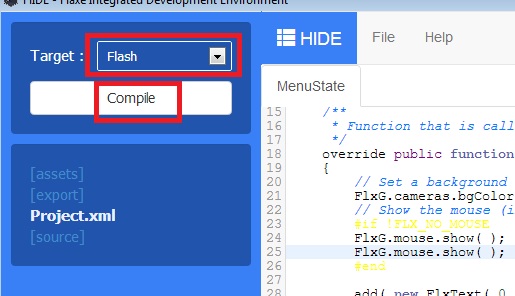 HIDE - Haxe Integrated Development Environment
Target : Flash
Compile
[assets]
[export]
Project.xml
[source]
HIDE File Help
MenuState
15 /**
16 * Function that is call
17 */
18 override public function
19 {
20 // Set a background
21 FlxG.cameras.bgColor
22 // Show the mouse (i
23 #if !FLX_NO_MOUSE
24 FlxG.mouse.show( );
25 FlxG.mouse.show( );
26 #end
27
28 add( new FlxText( 0